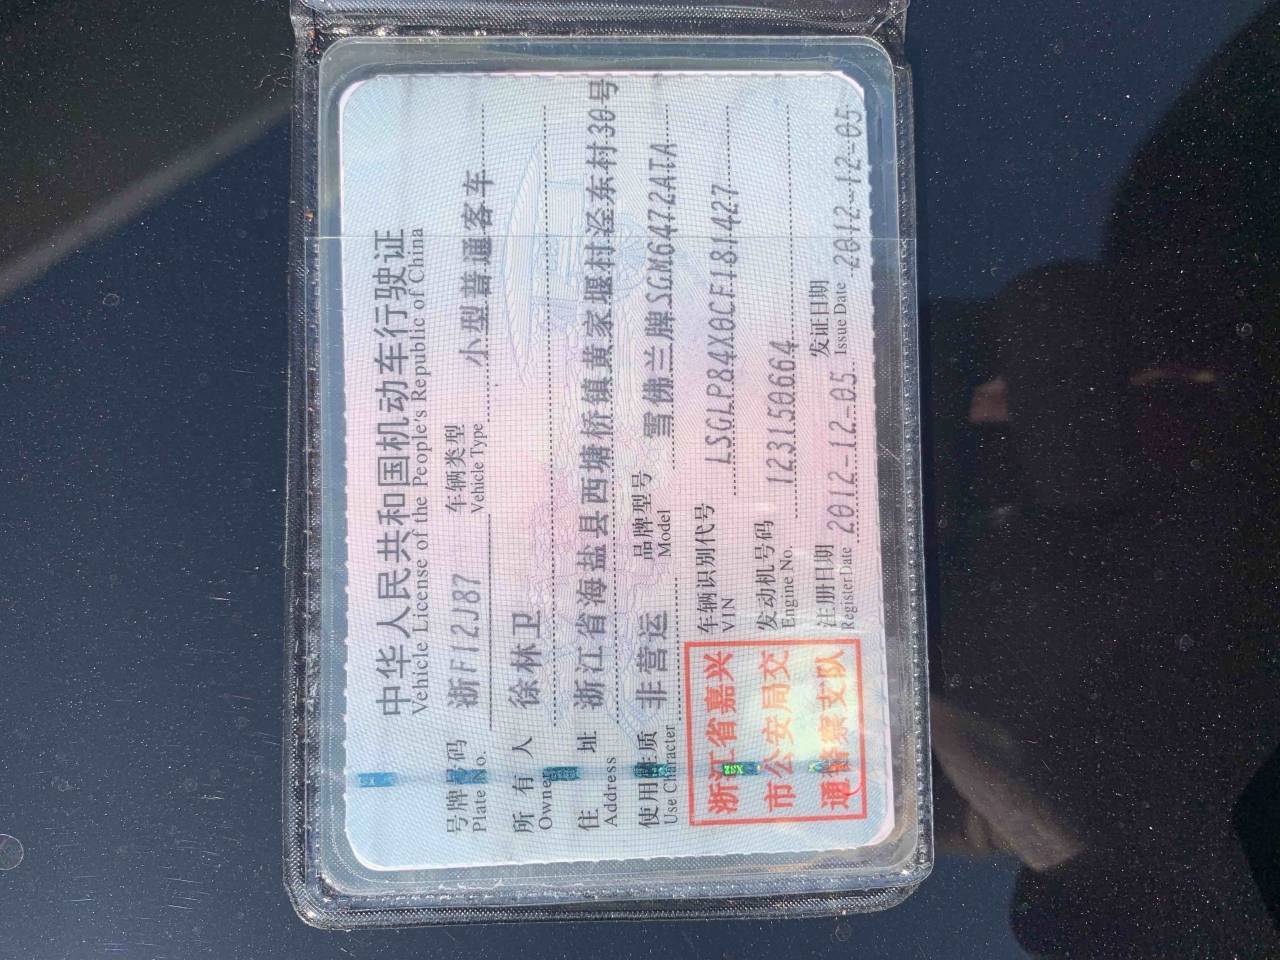 中华人民共和国机动车行驶证
Vehicle License of the People's Republic of China
号牌号码 浙F12J87 车辆类型 小型普通客车
Plate No. Vehicle Type
所有人 徐林卫
Owner
住址 浙江省海盐县西塘桥镇黄家堰村泾东村30号
Address
使用性质 非营运 品牌型号 雪佛兰牌SGM6472ATA
Use Character Model
浙江省嘉兴
市公安局交
通警察支队
车辆识别代号 LSGLP84X0CE181427
VIN
发动机号码 123150664
Engine No.
注册日期 2012-12-05 发证日期 2012-12-05
Register Date Issue Date